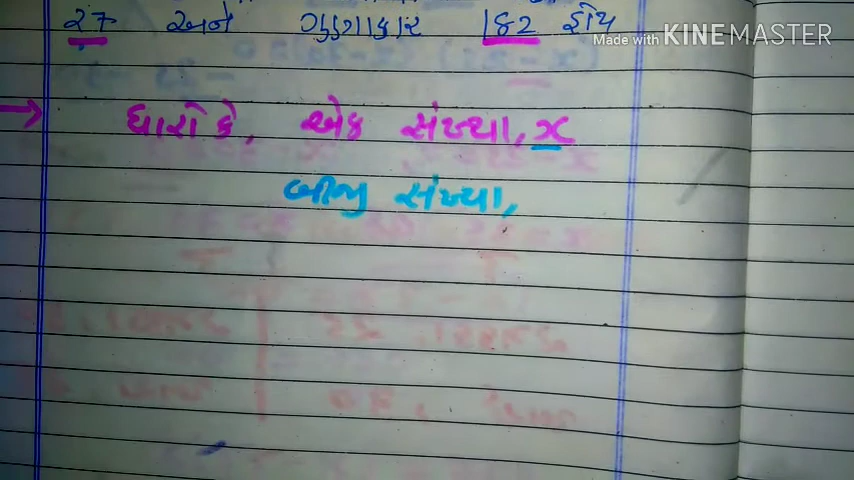 27 અને ગુણાકાર 182 હોય
Made with KINEMASTER
→ ધારો કે, એક સંખ્યા, x
બીજી સંખ્યા,